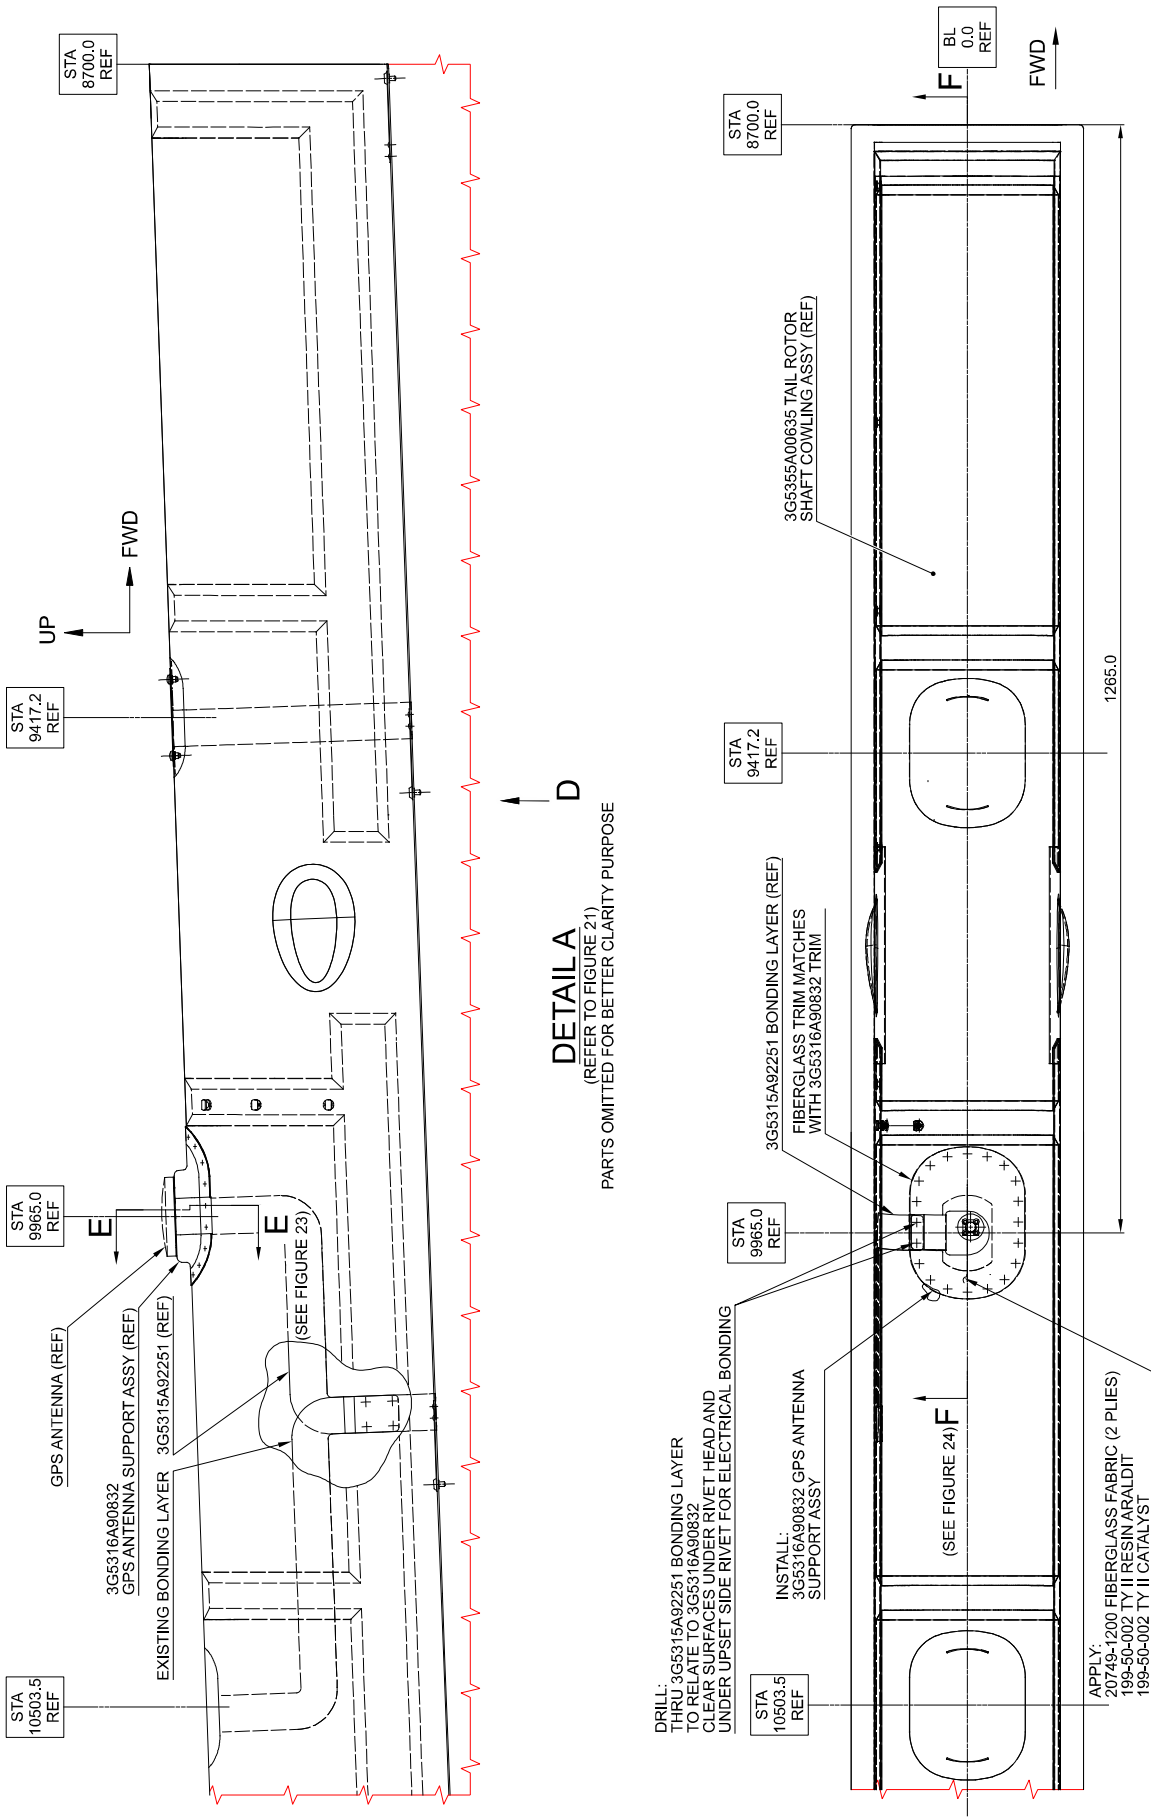 STA
10503.5
REF
STA
9965.0
REF
STA
9417.2
REF
STA
8700.0
REF
UP
FWD
GPS ANTENNA (REF)
3G5316A90832
GPS ANTENNA SUPPORT ASSY (REF)
EXISTING BONDING LAYER
3G5315A92251 (REF)
E
E
(SEE FIGURE 23)
D
DETAIL A
(REFER TO FIGURE 21)
PARTS OMITTED FOR BETTER CLARITY PURPOSE
DRILL:
THRU 3G5315A92251 BONDING LAYER
TO RELATE TO 3G5316A90832
CLEAR SURFACES UNDER RIVET HEAD AND
UNDER UPSET SIDE RIVET FOR ELECTRICAL BONDING
STA
10503.5
REF
STA
9965.0
REF
STA
9417.2
REF
STA
8700.0
REF
INSTALL:
3G5316A90832 GPS ANTENNA
SUPPORT ASSY
3G5315A92251 BONDING LAYER (REF)
FIBERGLASS TRIM MATCHES
WITH 3G5316A90832 TRIM
3G5355A00635 TAIL ROTOR
SHAFT COWLING ASSY (REF)
F
(SEE FIGURE 24)
F
BL
0.0
REF
FWD
1265.0
APPLY:
20749-1200 FIBERGLASS FABRIC (2 PLIES)
199-50-002 TY II RESIN ARALDIT
199-50-002 TY II CATALYST